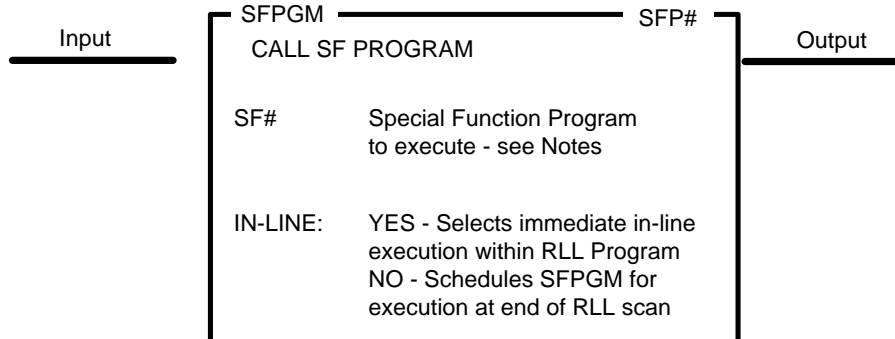 SFPGM SFP#
Input
CALL SF PROGRAM
Output
SF# Special Function Program
to execute - see Notes
IN-LINE: YES - Selects immediate in-line
execution within RLL Program
NO - Schedules SFPGM for
execution at end of RLL scan